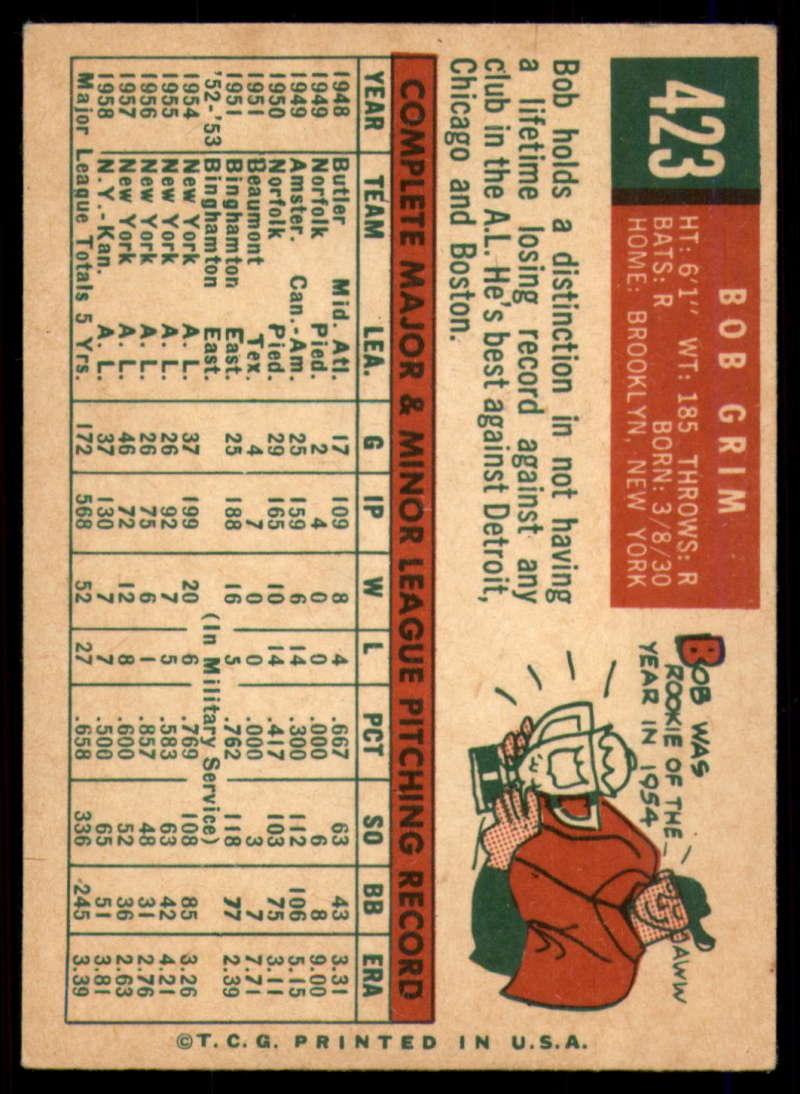 423
BOB GRIM
HT: 6'1" WT: 185 THROWS: R
BATS: R BORN: 3/8/30
HOME: BROOKLYN, NEW YORK
Bob holds a distinction in not having
a lifetime losing record against any
club in the A.L. He's best against Detroit,
Chicago and Boston.
BOB WAS
ROOKIE OF THE
YEAR IN 1954
AWW
COMPLETE MAJOR & MINOR LEAGUE PITCHING RECORD
YEAR TEAM LEA. G IP W L PCT SO BB ERA
1948 Butler Mid. Atl. 17 109 8 4 .667 63 43 3.31
1949 Norfolk Pied. 2 4 0 0 .000 6 8 9.00
1949 Amster. Can.-Am. 25 159 6 14 .300 112 106 5.15
1950 Norfolk Pied. 29 165 10 14 .417 103 75 3.11
1951 Beaumont Tex. 4 7 0 0 .000 3 7 7.71
1951 Binghamton East. 25 188 16 5 .762 118 77 2.39
'52-'53 Binghamton East. (In Military Service)
1954 New York A. L. 37 199 20 6 .769 108 85 3.26
1955 New York A. L. 26 92 7 5 .583 63 42 4.21
1956 New York A. L. 26 75 6 1 .857 48 31 2.76
1957 New York A. L. 46 72 12 8 .600 52 36 2.63
1958 N.Y.-Kan. A. L. 37 130 7 7 .500 65 51 3.81
Major League Totals 5 Yrs. 172 568 52 27 .658 336 245 3.39
©T.C.G. PRINTED IN U.S.A.